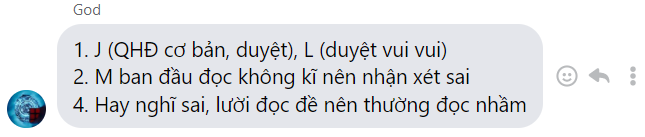 God
1. J (QHĐ cơ bản, duyệt), L (duyệt vui vui)
2. M ban đầu đọc không kĩ nên nhận xét sai
4. Hay nghĩ sai, lười đọc đề nên thường đọc nhầm